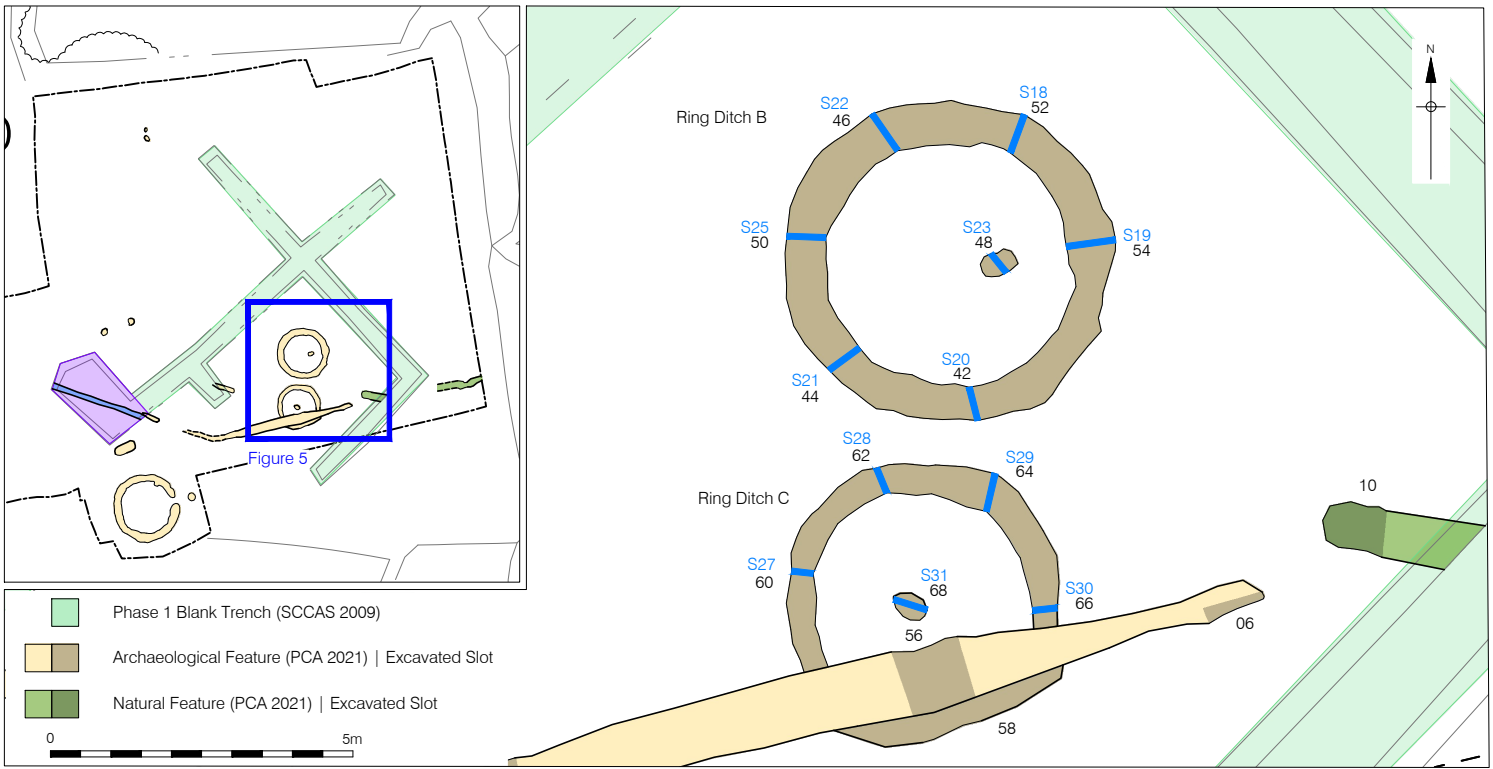 Figure 5
Phase 1 Blank Trench (SCCAS 2009)
Archaeological Feature (PCA 2021) | Excavated Slot
Natural Feature (PCA 2021) | Excavated Slot
0
5m
N
Ring Ditch B
S22
46
S18
52
S25
50
S23
48
S19
54
S21
44
S20
42
Ring Ditch C
S28
62
S29
64
S27
60
S31
68
S30
66
56
58
06
10